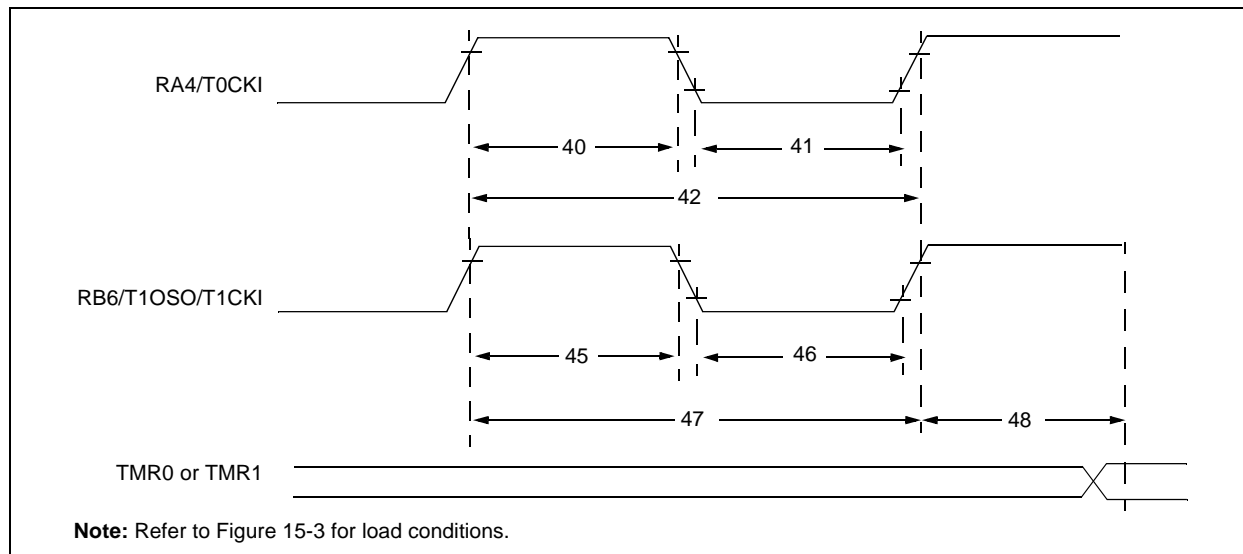 RA4/T0CKI
40
41
42
RB6/T1OSO/T1CKI
45
46
47
48
TMR0 or TMR1
Note: Refer to Figure 15-3 for load conditions.